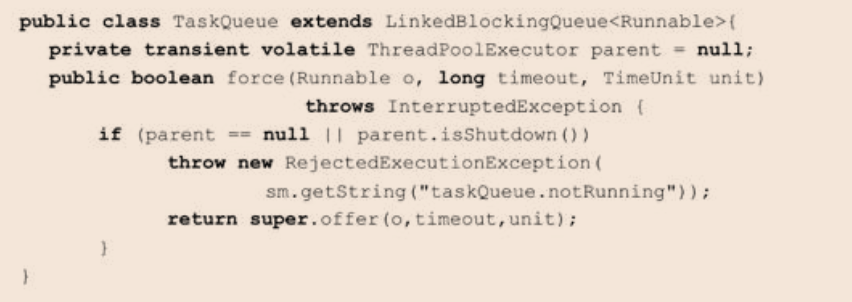 public class TaskQueue extends LinkedBlockingQueue<Runnable>{
private transient volatile ThreadPoolExecutor parent = null;
public boolean force(Runnable o, long timeout, TimeUnit unit)
throws InterruptedException {
if (parent == null || parent.isShutdown())
throw new RejectedExecutionException(
sm.getString("taskQueue.notRunning"));
return super.offer(o,timeout,unit);
}
}